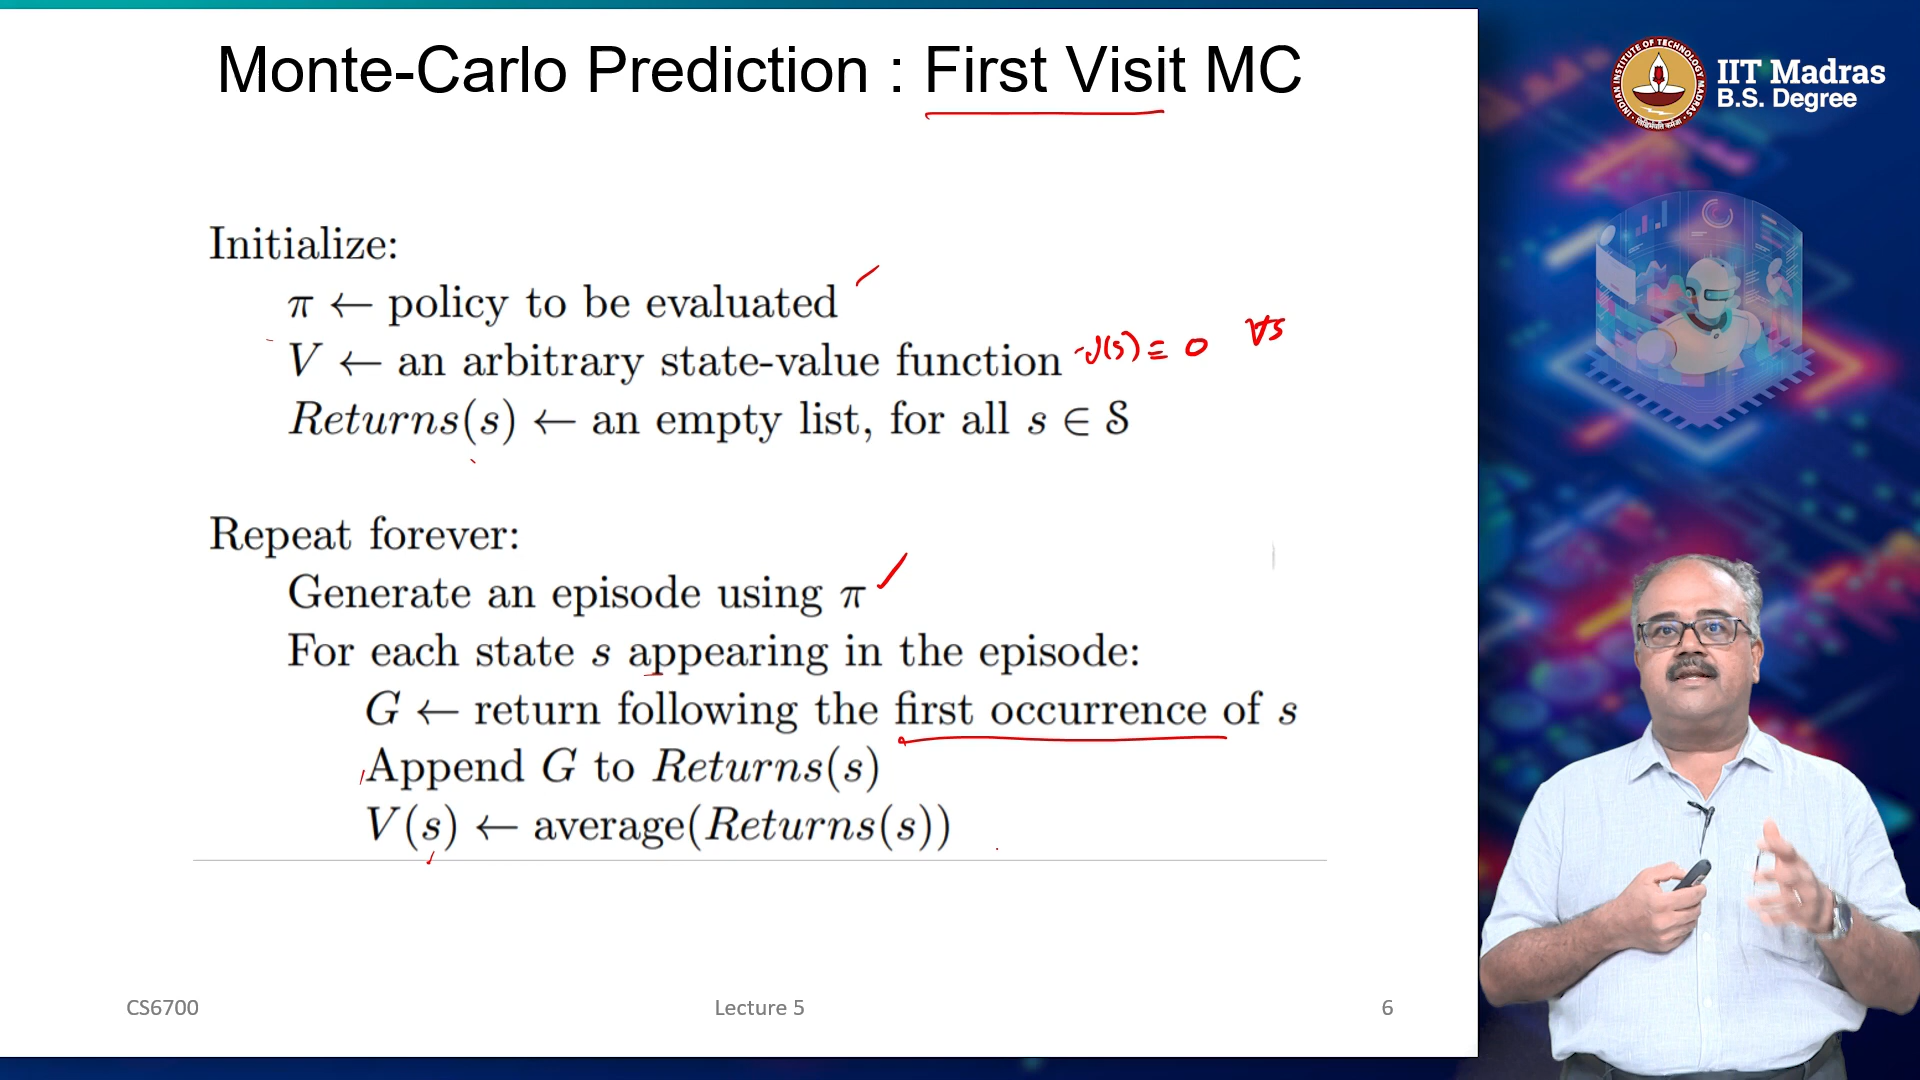 Monte-Carlo Prediction : First Visit MC
IIT Madras
B.S. Degree
Initialize:
π ← policy to be evaluated
V ← an arbitrary state-value function
(s) ≡ 0 ∀s
Returns(s) ← an empty list, for all s ∈ S
Repeat forever:
Generate an episode using π
For each state s appearing in the episode:
G ← return following the first occurrence of s
Append G to Returns(s)
V(s) ← average(Returns(s))
CS6700
Lecture 5
6